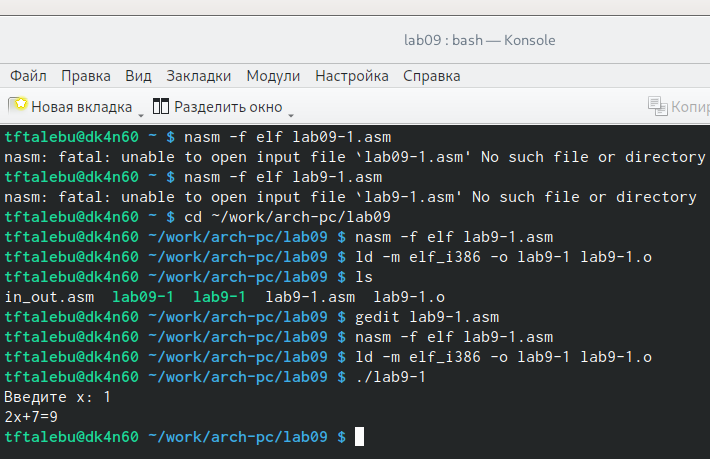 lab09 : bash — Konsole
Файл Правка Вид Закладки Модули Настройка Справка
Новая вкладка Разделить окно Копир
tftalebu@dk4n60 ~ $ nasm -f elf lab09-1.asm
nasm: fatal: unable to open input file `lab09-1.asm' No such file or directory
tftalebu@dk4n60 ~ $ nasm -f elf lab9-1.asm
nasm: fatal: unable to open input file `lab9-1.asm' No such file or directory
tftalebu@dk4n60 ~ $ cd ~/work/arch-pc/lab09
tftalebu@dk4n60 ~/work/arch-pc/lab09 $ nasm -f elf lab9-1.asm
tftalebu@dk4n60 ~/work/arch-pc/lab09 $ ld -m elf_i386 -o lab9-1 lab9-1.o
tftalebu@dk4n60 ~/work/arch-pc/lab09 $ ls
in_out.asm lab09-1 lab9-1 lab9-1.asm lab9-1.o
tftalebu@dk4n60 ~/work/arch-pc/lab09 $ gedit lab9-1.asm
tftalebu@dk4n60 ~/work/arch-pc/lab09 $ nasm -f elf lab9-1.asm
tftalebu@dk4n60 ~/work/arch-pc/lab09 $ ld -m elf_i386 -o lab9-1 lab9-1.o
tftalebu@dk4n60 ~/work/arch-pc/lab09 $ ./lab9-1
Введите x: 1
2x+7=9
tftalebu@dk4n60 ~/work/arch-pc/lab09 $